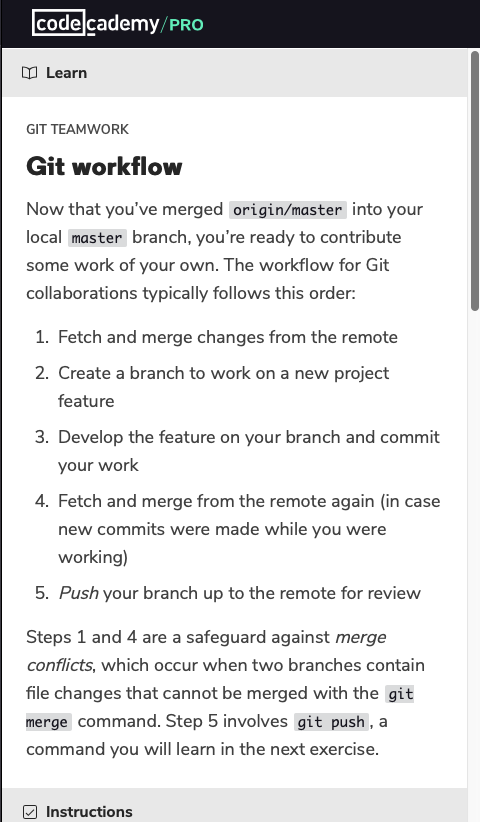 codecademy/PRO
Learn
GIT TEAMWORK
Git workflow
Now that you’ve merged origin/master into your
local master branch, you’re ready to contribute
some work of your own. The workflow for Git
collaborations typically follows this order:
1. Fetch and merge changes from the remote
2. Create a branch to work on a new project
feature
3. Develop the feature on your branch and commit
your work
4. Fetch and merge from the remote again (in case
new commits were made while you were
working)
5. Push your branch up to the remote for review
Steps 1 and 4 are a safeguard against merge
conflicts, which occur when two branches contain
file changes that cannot be merged with the git
merge command. Step 5 involves git push, a
command you will learn in the next exercise.
Instructions